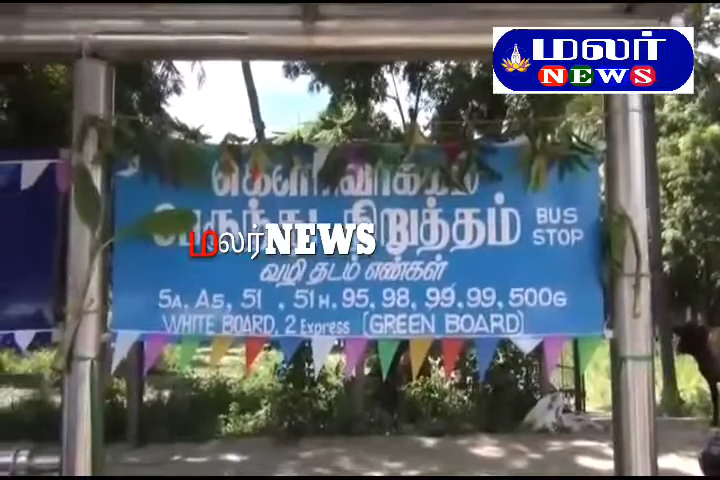 மலர்
NEWS
பேருந்து நிறுத்தம் BUS STOP
மலர் NEWS
வழி தடம் எண்கள்
5A, A5, 51 , 51H, 95, 98, 99, 99, 500G
WHITE BOARD, 2 Express (GREEN BOARD)